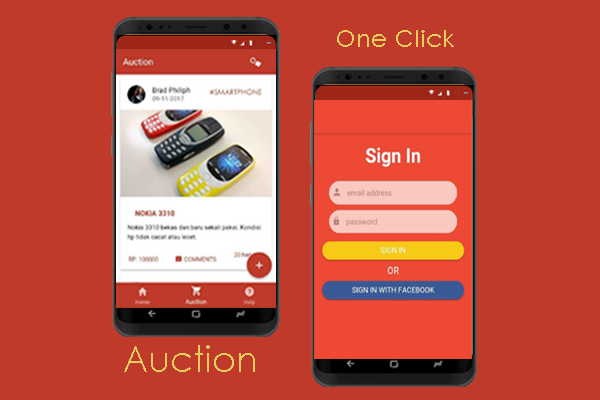 One Click
Auction
Brad Philiph
09-11-2017
#SMARTPHONE
NOKIA 3310
Nokia 3310 bekas dan baru sekali pakai. Kondisi
hp tidak cacat atau lecet.
RP. 100000
COMMENTS
+
Home
Auction
Help
Auction
Sign In
email address
password
SIGN IN
OR
SIGN IN WITH FACEBOOK